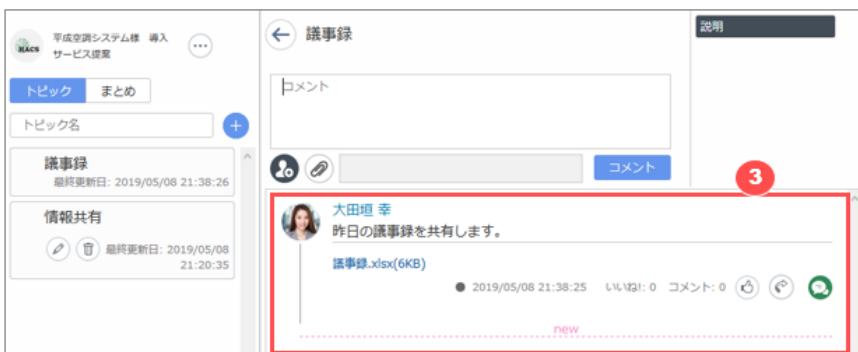 HACS
平成空調システム様 導入
サービス提案
トピック まとめ
トピック名
議事録
最終更新日: 2019/05/08 21:38:26
情報共有
最終更新日: 2019/05/08
21:20:35
議事録
コメント
コメント
説明
3
大田垣 幸
昨日の議事録を共有します。
議事録.xlsx(6KB)
2019/05/08 21:38:25 いいね!: 0 コメント: 0
new